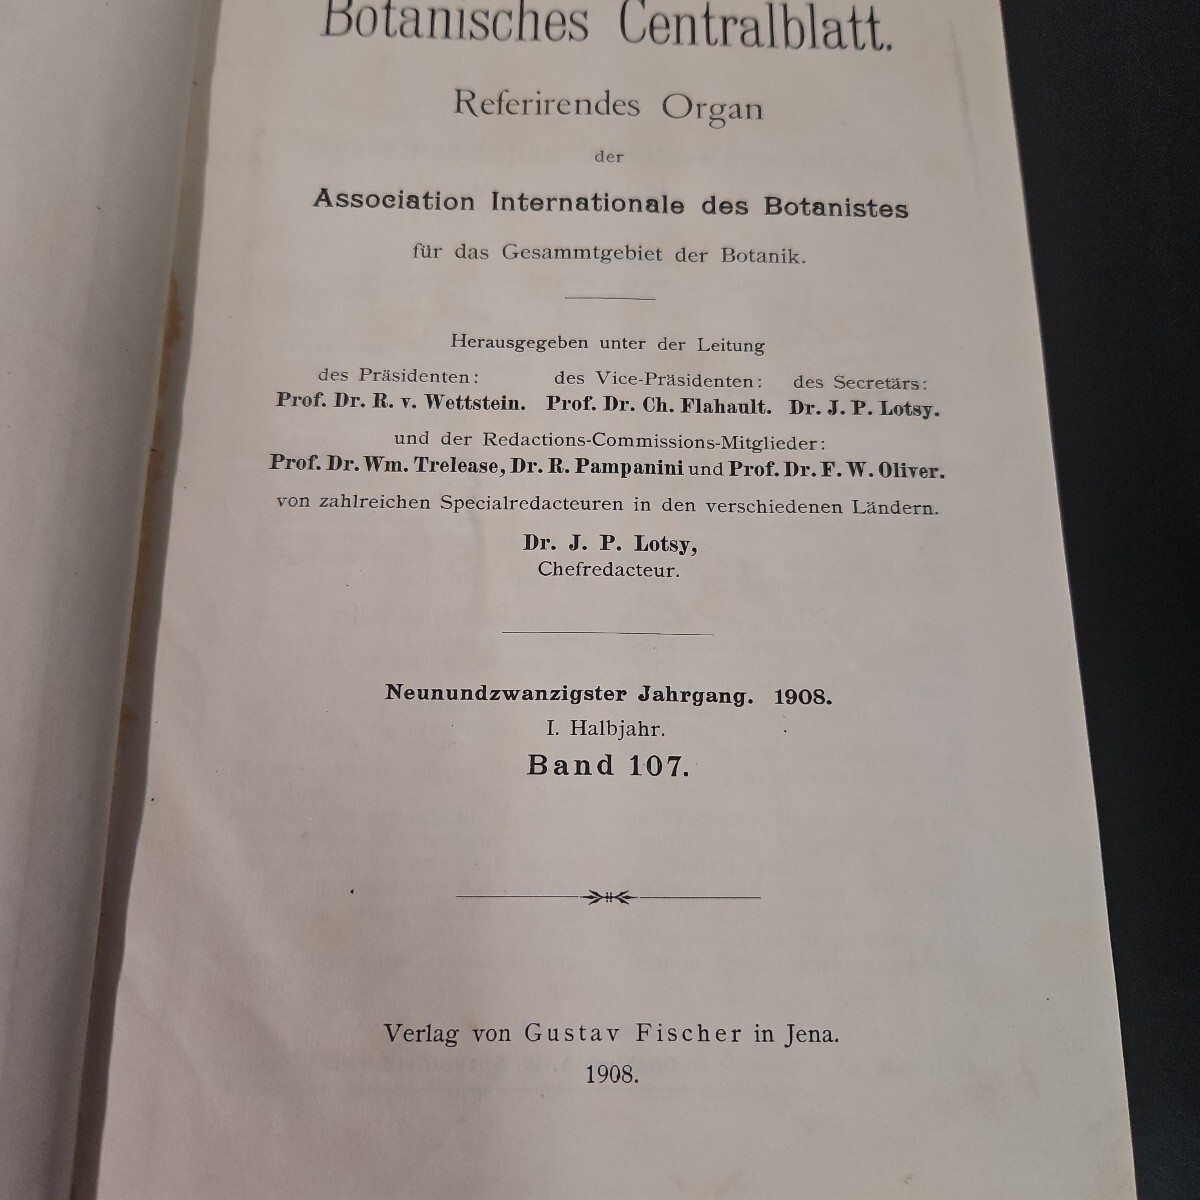 Botanisches Centralblatt.
Referirendes Organ
der
Association Internationale des Botanistes
für das Gesammtgebiet der Botanik.
Herausgegeben unter der Leitung
des Präsidenten: des Vice-Präsidenten: des Secretärs:
Prof. Dr. R. v. Wettstein. Prof. Dr. Ch. Flahault. Dr. J. P. Lotsy.
und der Redactions-Commissions-Mitglieder:
Prof. Dr. Wm. Trelease, Dr. R. Pampanini und Prof. Dr. F. W. Oliver.
von zahlreichen Specialredacteuren in den verschiedenen Ländern.
Dr. J. P. Lotsy,
Chefredacteur.
Neunundzwanzigster Jahrgang. 1908.
I. Halbjahr.
Band 107.
Verlag von Gustav Fischer in Jena.
1908.